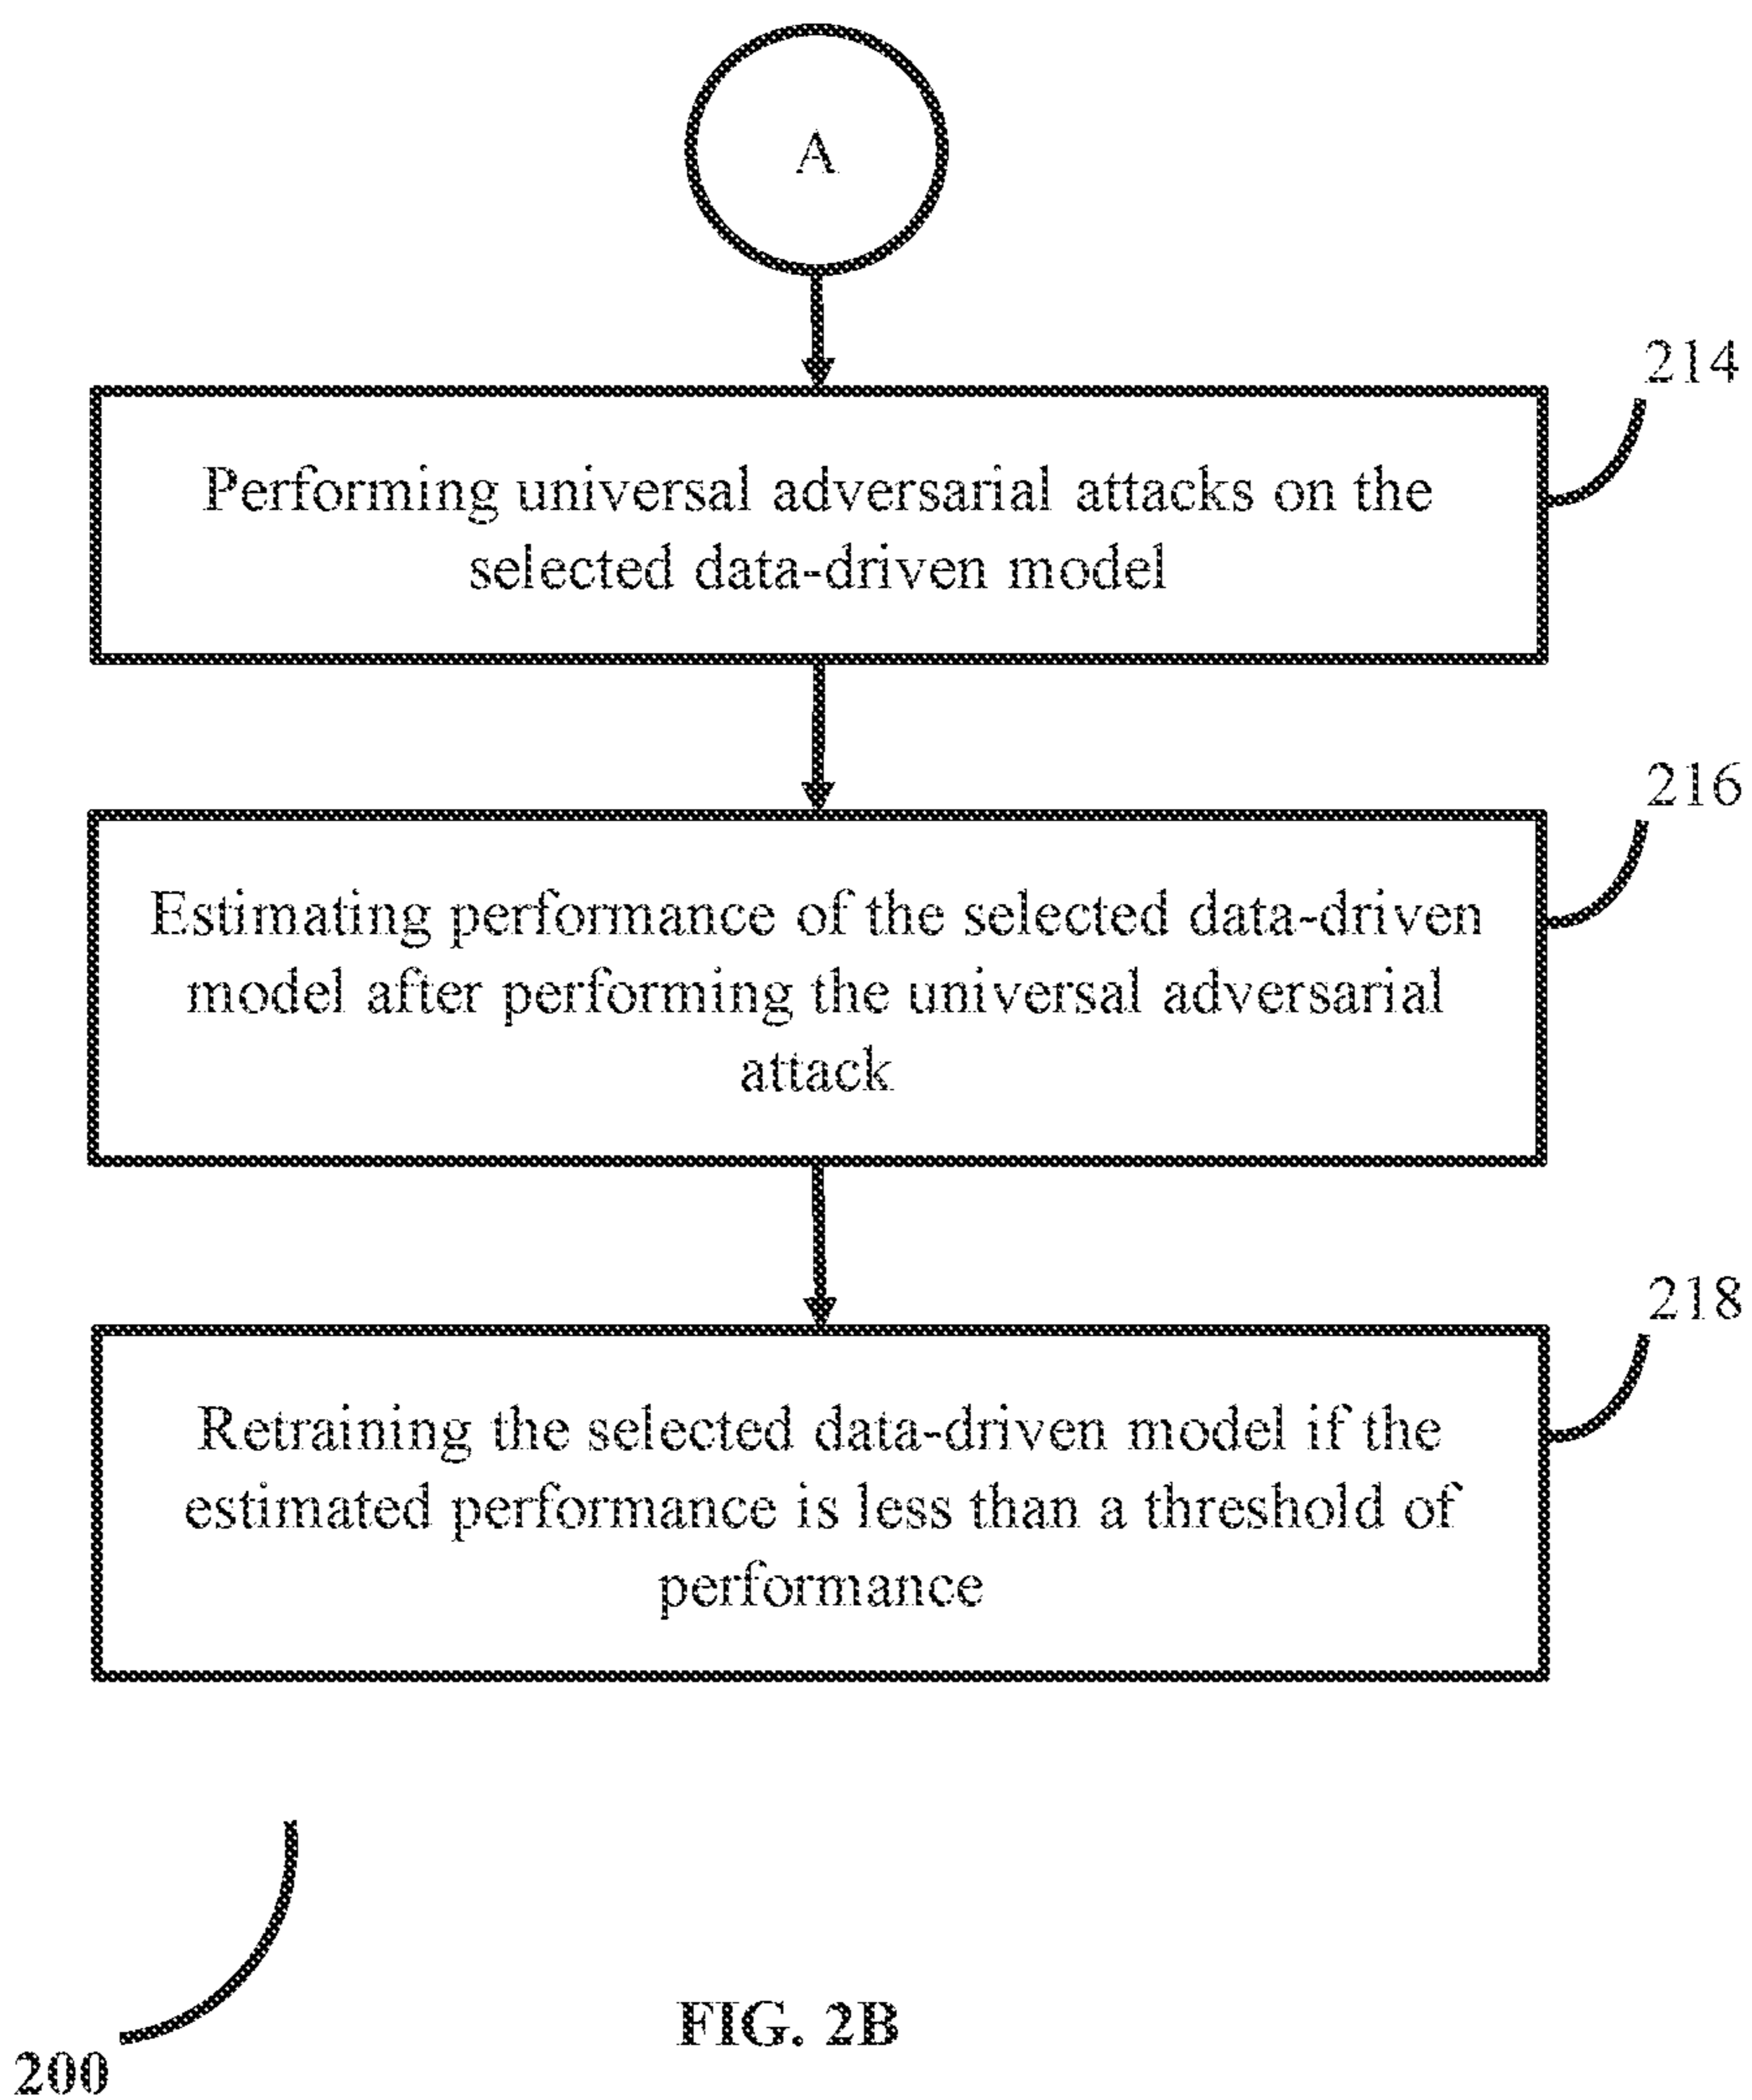 A
214
Performing universal adversarial attacks on the
selected data-driven model
216
Estimating performance of the selected data-driven
model after performing the universal adversarial
attack
218
Retraining the selected data-driven model if the
estimated performance is less than a threshold of
performance
200
FIG. 2B